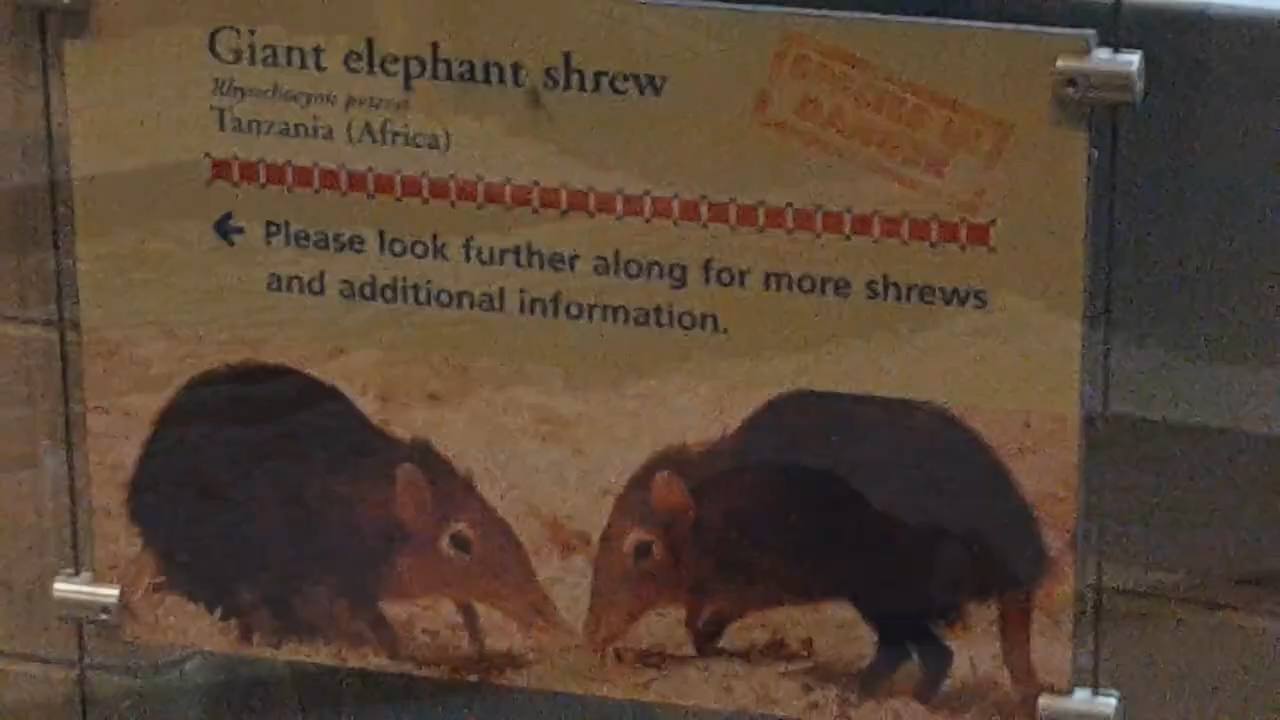 Giant elephant shrew
Tanzania (Africa)
Please look further along for more shrews
and additional information.